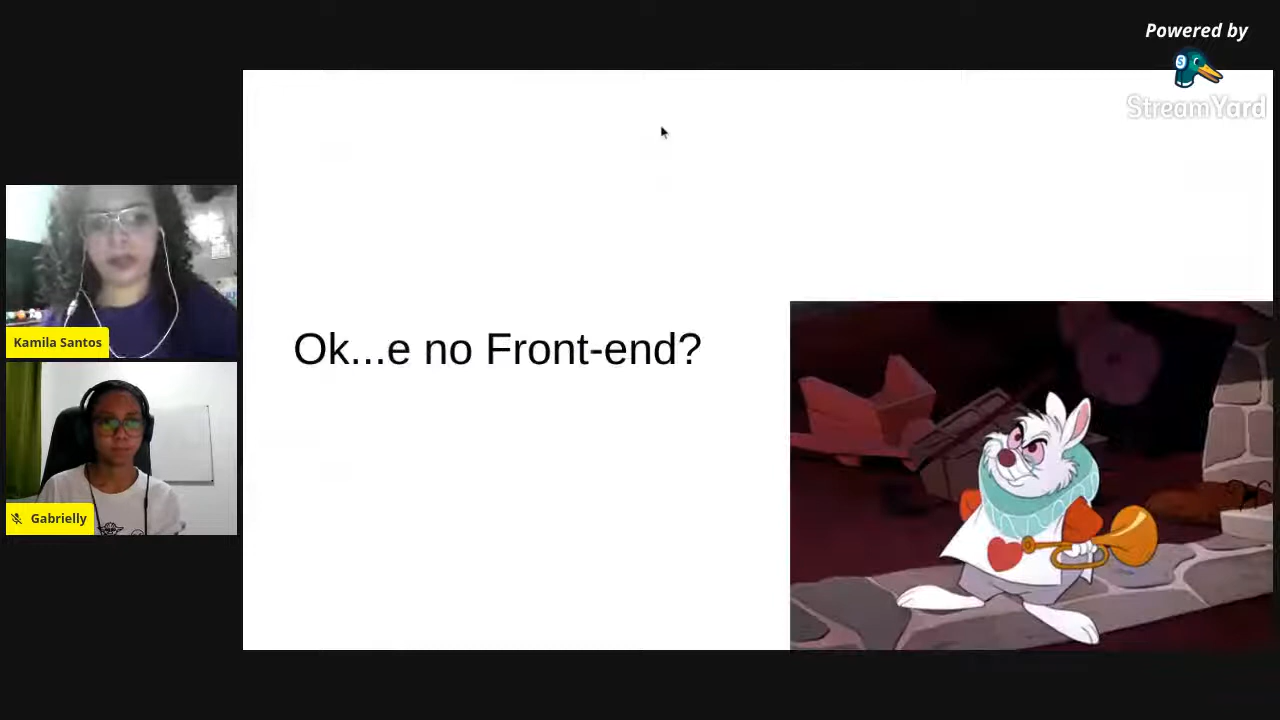 Powered by
StreamYard
Kamila Santos
Ok...e no Front-end?
Gabrielly